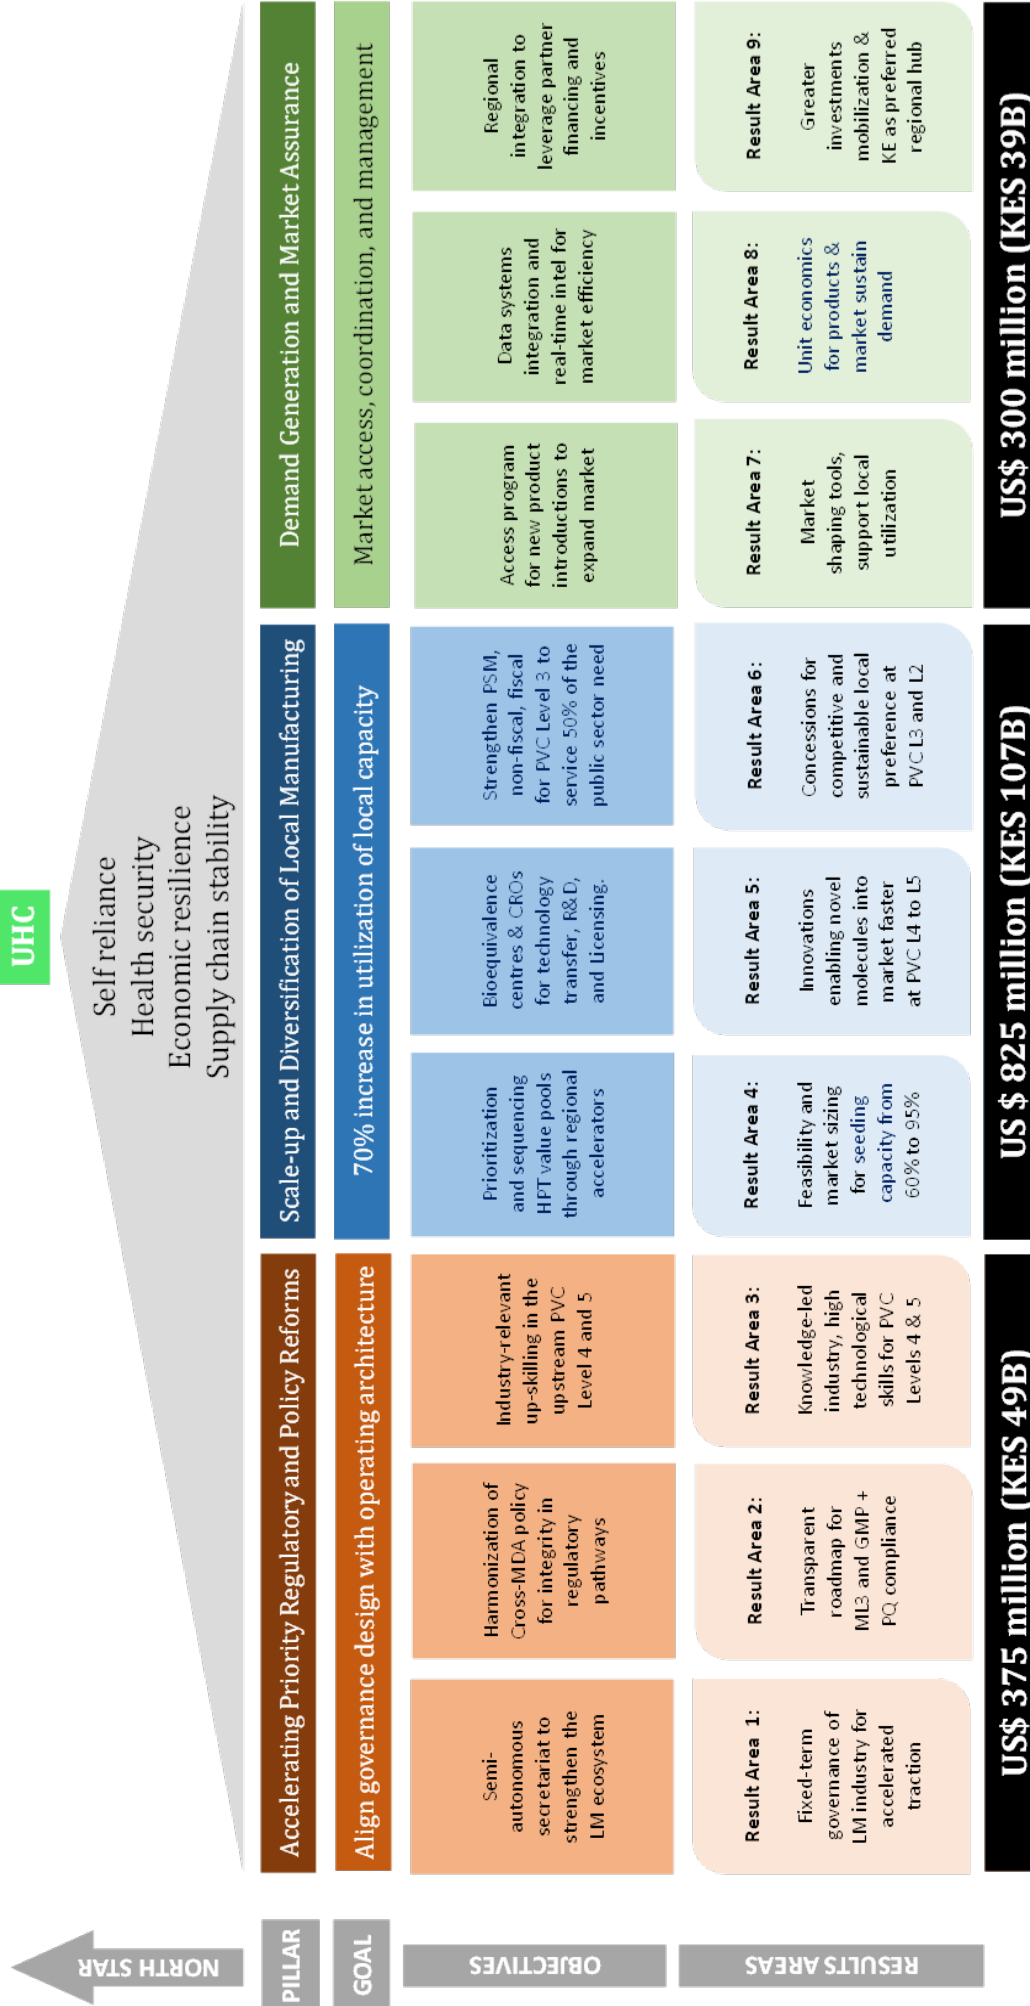 UHC
Self reliance
Health security
Economic resilience
Supply chain stability
NORTH STAR
PILLAR
Accelerating Priority Regulatory and Policy Reforms
Scale-up and Diversification of Local Manufacturing
Demand Generation and Market Assurance
GOAL
Align governance design with operating architecture
70% increase in utilization of local capacity
Market access, coordination, and management
OBJECTIVES
Semi-
autonomous
secretariat to
strengthen the
LM ecosystem
Harmonization of
Cross-MDA policy
for integrity in
regulatory
pathways
Industry-relevant
up-skilling in the
upstream PVC
Level 4 and 5
Prioritization
and sequencing
HPT value pools
through regional
accelerators
Bioequivalence
centres & CROs
for technology
transfer, R&D,
and Licensing.
Strengthen PSM,
non-fiscal, fiscal
for PVC Level 3 to
service 50% of the
public sector need
Access program
for new product
introductions to
expand market
Data systems
integration and
real-time intel for
market efficiency
Regional
integration to
leverage partner
financing and
incentives
RESULTS AREAS
Result Area 1:
Fixed-term
governance of
LM industry for
accelerated
traction
Result Area 2:
Transparent
roadmap for
ML3 and GMP +
PQ compliance
Result Area 3:
Knowledge-led
industry, high
technological
skills for PVC
Levels 4 & 5
Result Area 4:
Feasibility and
market sizing
for seeding
capacity from
60% to 95%
Result Area 5:
Innovations
enabling novel
molecules into
market faster
at PVC L4 to L5
Result Area 6:
Concessions for
competitive and
sustainable local
preference at
PVC L3 and L2
Result Area 7:
Market
shaping tools,
support local
utilization
Result Area 8:
Unit economics
for products &
market sustain
demand
Result Area 9:
Greater
investments
mobilization &
KE as preferred
regional hub
US$ 375 million (KES 49B)
US $ 825 million (KES 107B)
US$ 300 million (KES 39B)